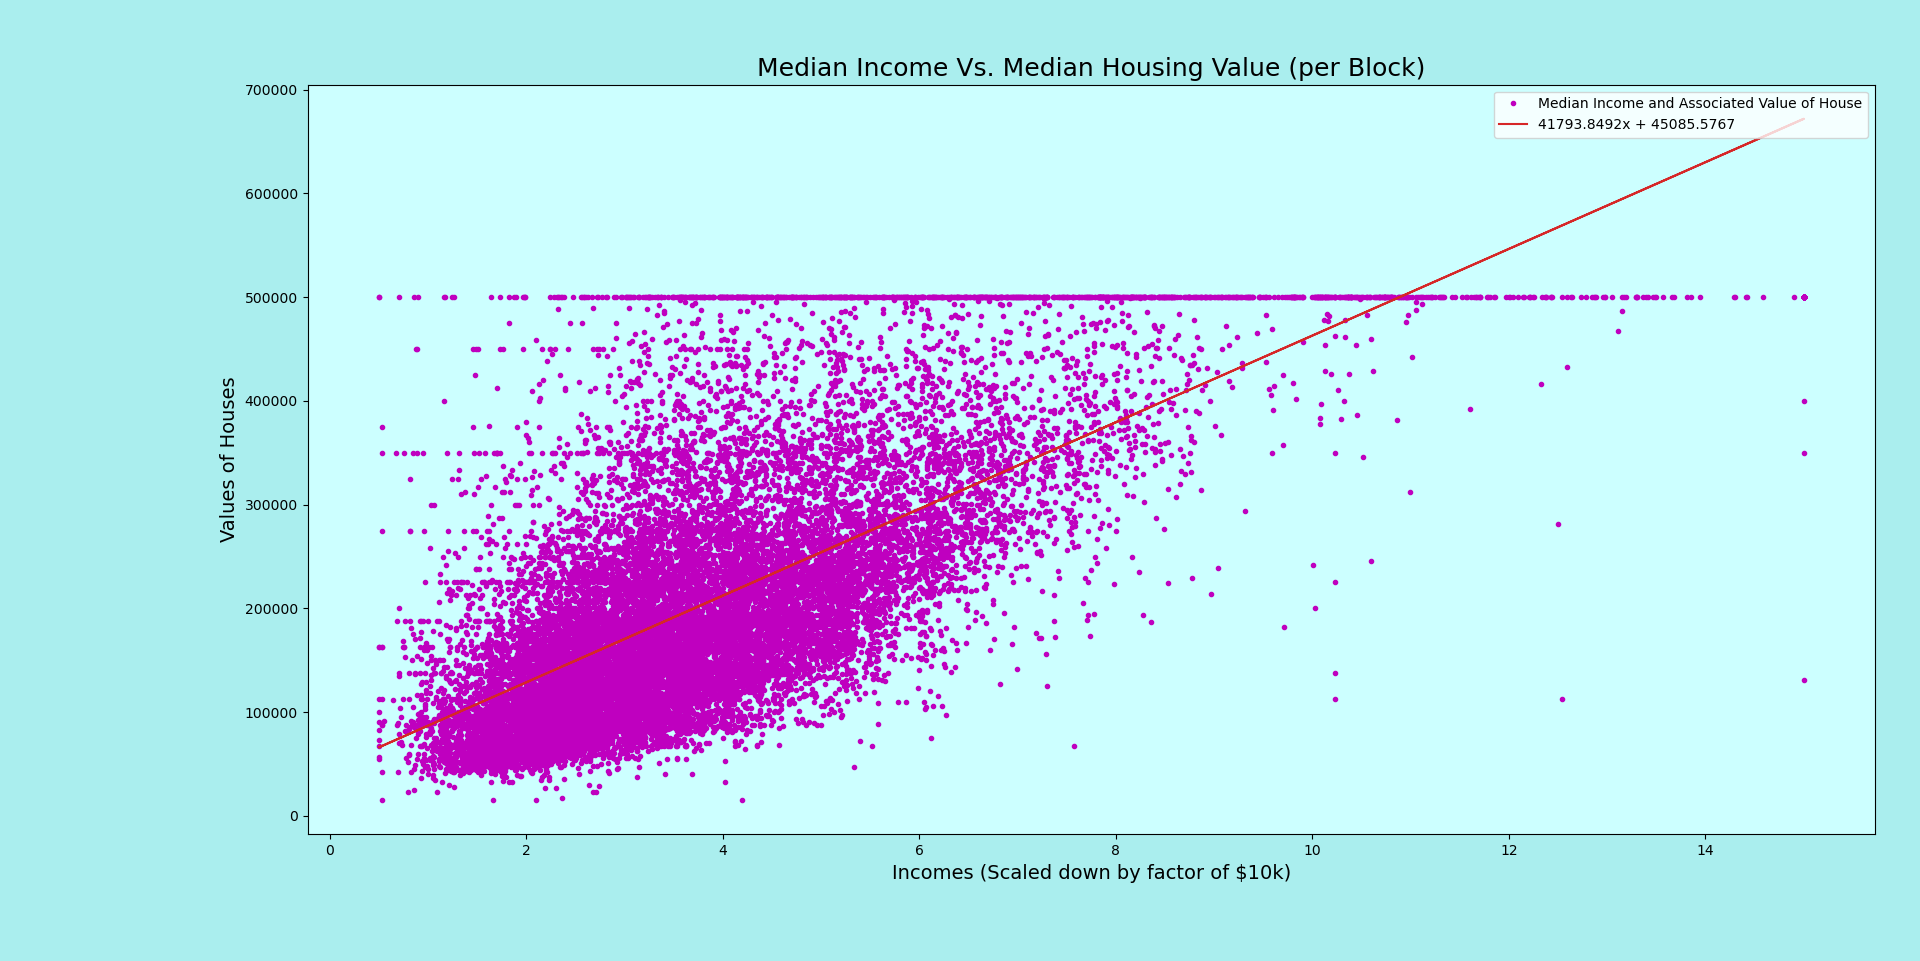 Median Income Vs. Median Housing Value (per Block)
Median Income and Associated Value of House
41793.8492x + 45085.5767
Values of Houses
700000
600000
500000
400000
300000
200000
100000
0
0 2 4 6 8 10 12 14
Incomes (Scaled down by factor of $10k)